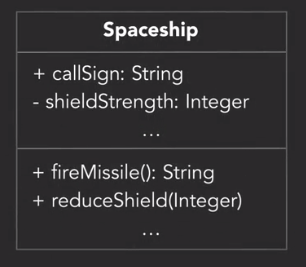 Spaceship
+ callSign: String
- shieldStrength: Integer
...
+ fireMissile(): String
+ reduceShield(Integer)
...